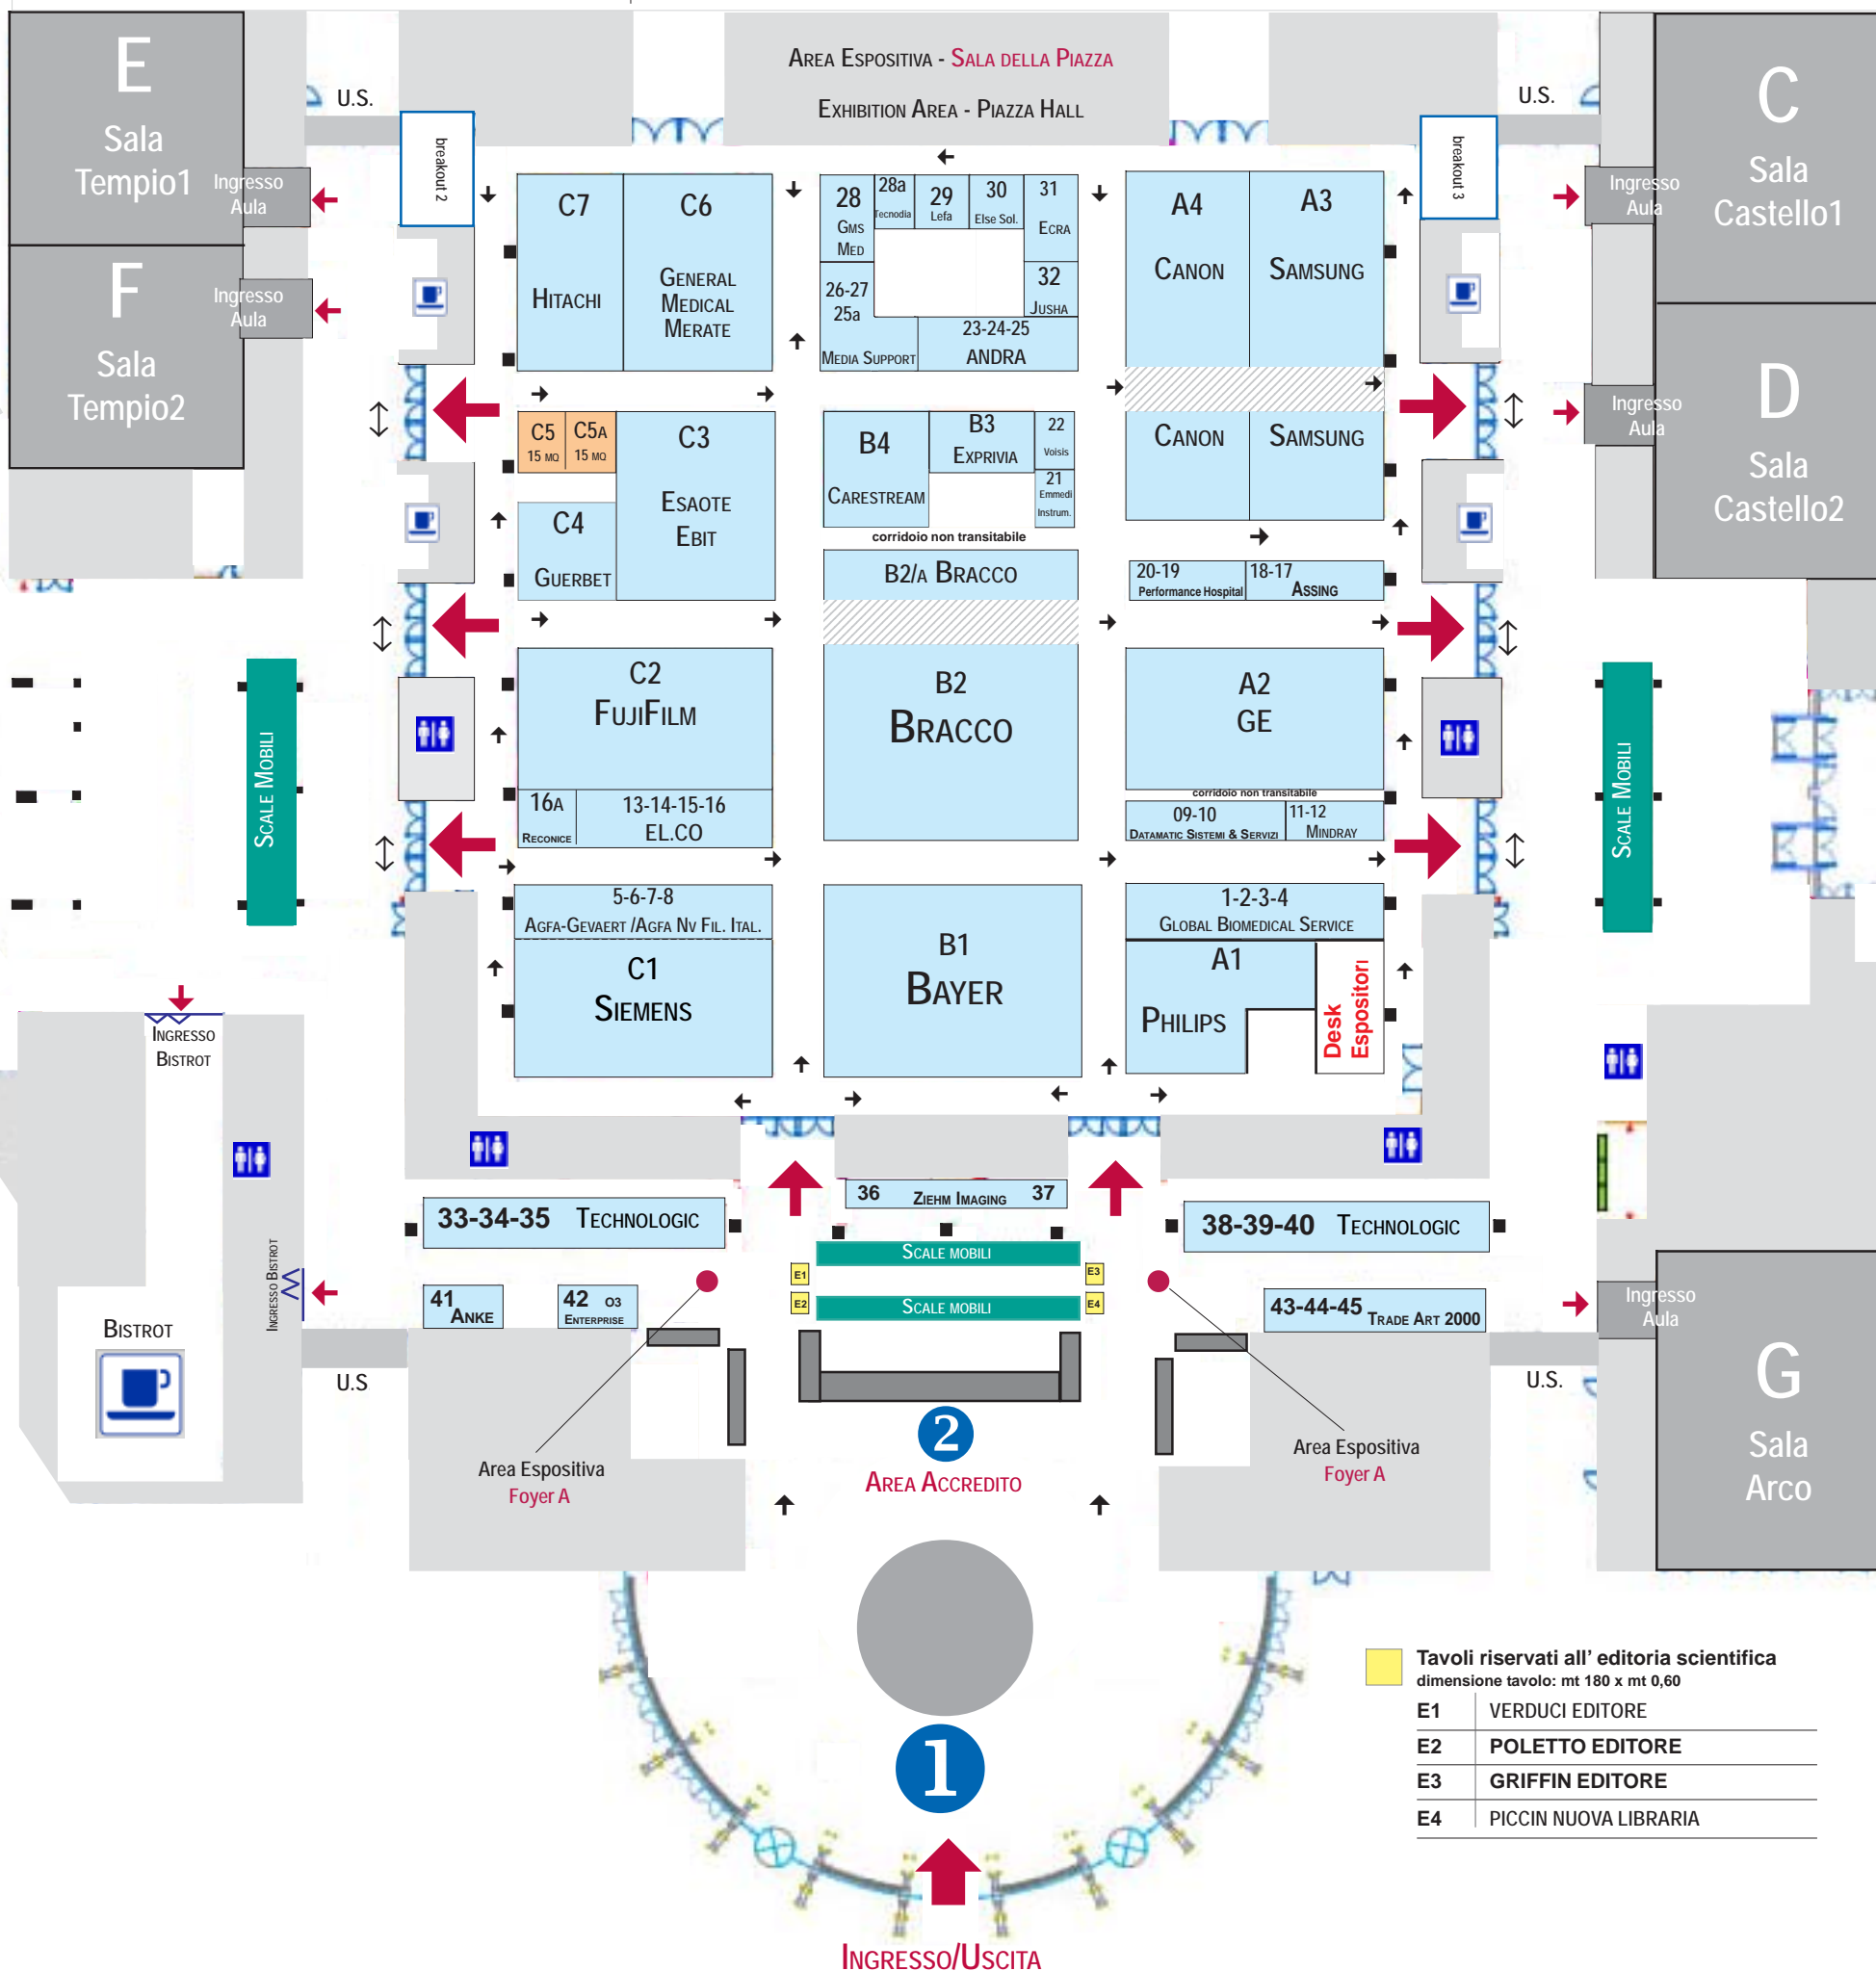 AREA ESPOSITIVA - SALA DELLA PIAZZA
EXHIBITION AREA - PIAZZA HALL
E
Sala
Tempio1
Ingresso
Aula
F
Sala
Tempio2
Ingresso
Aula
U.S.
breakout 2
U.S.
breakout 3
C
Sala
Castello1
Ingresso
Aula
D
Sala
Castello2
Ingresso
Aula
C7
HITACHI
C6
GENERAL
MEDICAL
MERATE
28
GMS
MED
28a
Tecnodia
29
Lefa
30
Else Sol.
31
ECRA
32
JUSHA
26-27
25a
MEDIA SUPPORT
23-24-25
ANDRA
A4
CANON
A3
SAMSUNG
C5
15 MQ
C5A
15 MQ
C3
ESAOTE
EBIT
C4
GUERBET
B4
CARESTREAM
B3
EXPRIVIA
22
Voisis
21
Emmedi
Instrum.
corridoio non transitabile
CANON
SAMSUNG
B2/A BRACCO
20-19
Performance Hospital
18-17
ASSING
C2
FUJIFILM
B2
BRACCO
A2
GE
corridoio non transitabile
16A
RECONICE
13-14-15-16
EL.CO
09-10
DATAMATIC SISTEMI & SERVIZI
11-12
MINDRAY
SCALE MOBILI
SCALE MOBILI
5-6-7-8
AGFA-GEVAERT /AGFA NV FIL. ITAL.
C1
SIEMENS
B1
BAYER
1-2-3-4
GLOBAL BIOMEDICAL SERVICE
A1
PHILIPS
Desk
Espositori
INGRESSO
BISTROT
INGRESSO BISTROT
BISTROT
36 ZIEHM IMAGING 37
33-34-35 TECHNOLOGIC
38-39-40 TECHNOLOGIC
SCALE MOBILI
SCALE MOBILI
E1
E2
E3
E4
41
ANKE
42 O3
ENTERPRISE
43-44-45 TRADE ART 2000
Ingresso
Aula
G
Sala
Arco
U.S
U.S.
2
AREA ACCREDITO
Area Espositiva
Foyer A
Area Espositiva
Foyer A
1
INGRESSO/USCITA
Tavoli riservati all' editoria scientifica
dimensione tavolo: mt 180 x mt 0,60
E1 VERDUCI EDITORE
E2 POLETTO EDITORE
E3 GRIFFIN EDITORE
E4 PICCIN NUOVA LIBRARIA